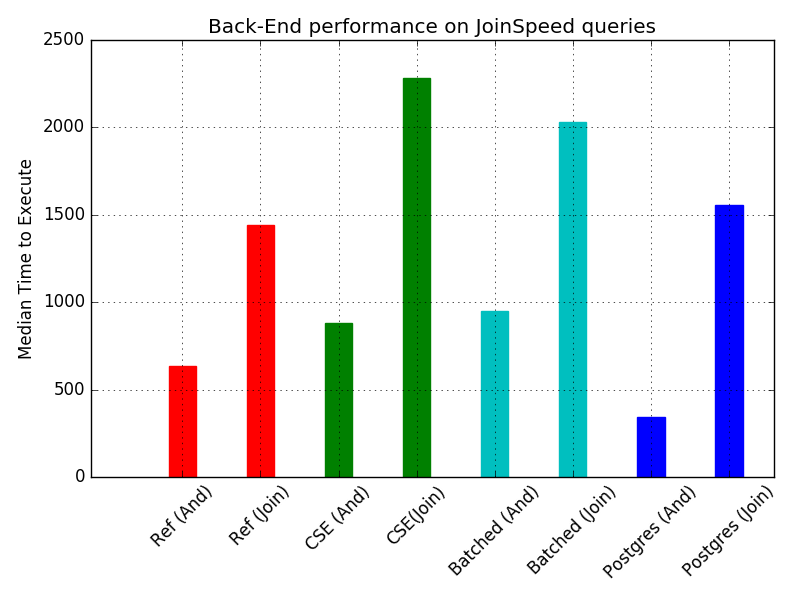 Back-End performance on JoinSpeed queries
2500
2000
1500
1000
500
0
Median Time to Execute
Ref (And)
Ref (Join)
CSE (And)
CSE(Join)
Batched (And)
Batched (Join)
Postgres (And)
Postgres (Join)